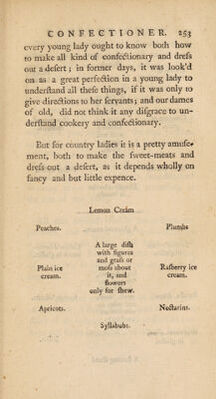 CONFECTIONER. 253
every young lady ought to know both how
to make all kind of confectionary and dreſs
out a deſert; in former days, it was look'd
on as a great perfection in a young lady to
underſtand all theſe things, if it was only to
give directions to her ſervants; and our dames
of old, did not think it any diſgrace to un-
derſtand cookery and confectionary.
But for country ladies it is a pretty amuſe-
ment, both to make the ſweet-meats and
dreſs out a deſert, as it depends wholly on
fancy and but little expence.
Lemon Cream
Peaches. Plumbs
A large diſh
with figures
and graſs or
Plain ice moſs about Raſberry ice
cream. it, and cream.
flowers
only for ſhew.
Apricots. Nectarins.
Syllabubs.